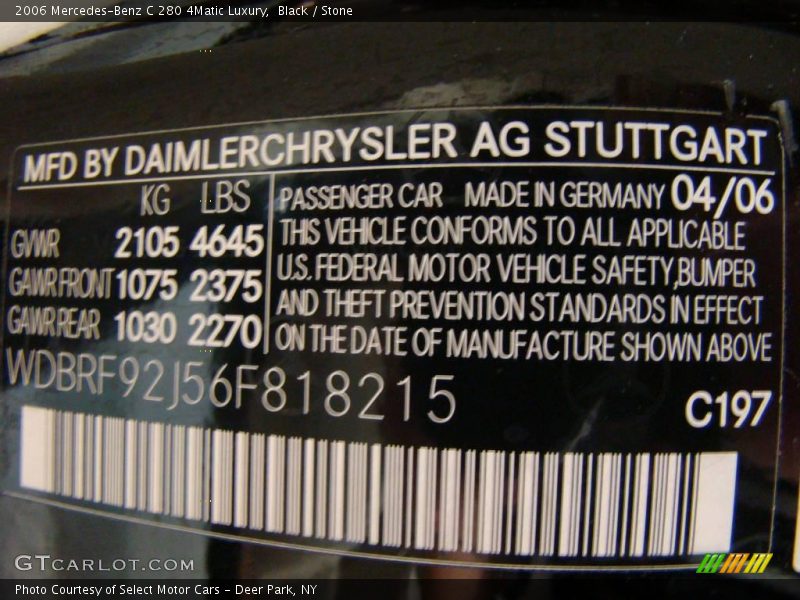 2006 Mercedes-Benz C 280 4Matic Luxury,  Black / Stone
MFD BY DAIMLERCHRYSLER AG STUTTGART
KG LBS
GVWR 2105 4645
GAWR FRONT 1075 2375
GAWR REAR 1030 2270
PASSENGER CAR MADE IN GERMANY 04/06
THIS VEHICLE CONFORMS TO ALL APPLICABLE
U.S. FEDERAL MOTOR VEHICLE SAFETY, BUMPER
AND THEFT PREVENTION STANDARDS IN EFFECT
ON THE DATE OF MANUFACTURE SHOWN ABOVE
WDBRF92J56F818215
C197
GTCARLOT.COM
Photo Courtesy of Select Motor Cars - Deer Park, NY